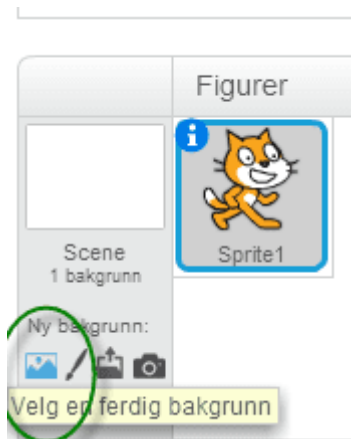 Figurer
Scene
1 bakgrunn
Sprite1
Ny bakgrunn:
Velg en ferdig bakgrunn